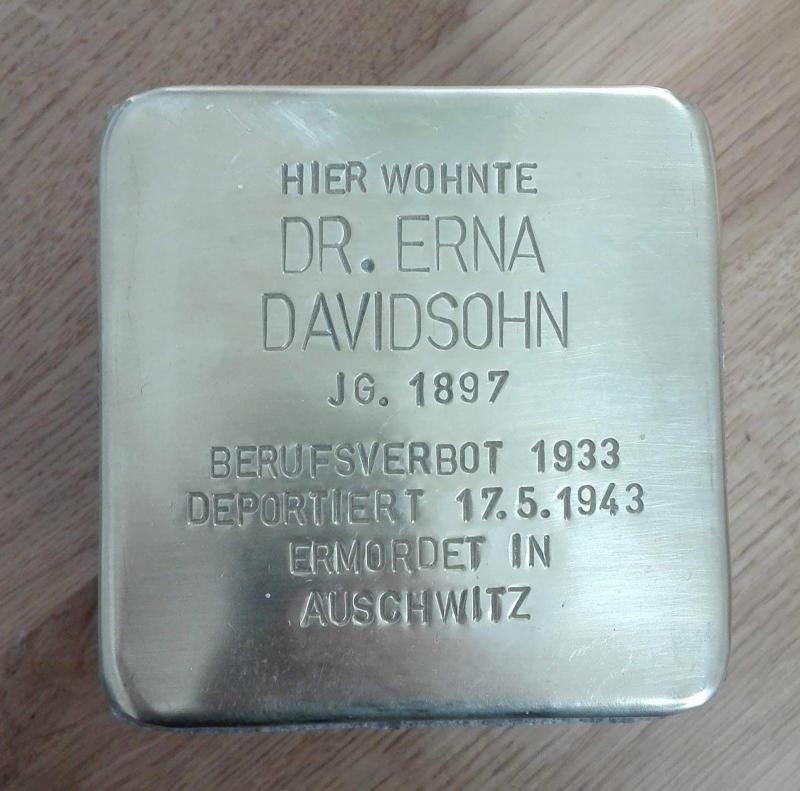 HIER WOHNTE
DR. ERNA
DAVIDSOHN
JG. 1897
BERUFSVERBOT 1933
DEPORTIERT 17.5.1943
ERMORDET IN
AUSCHWITZ